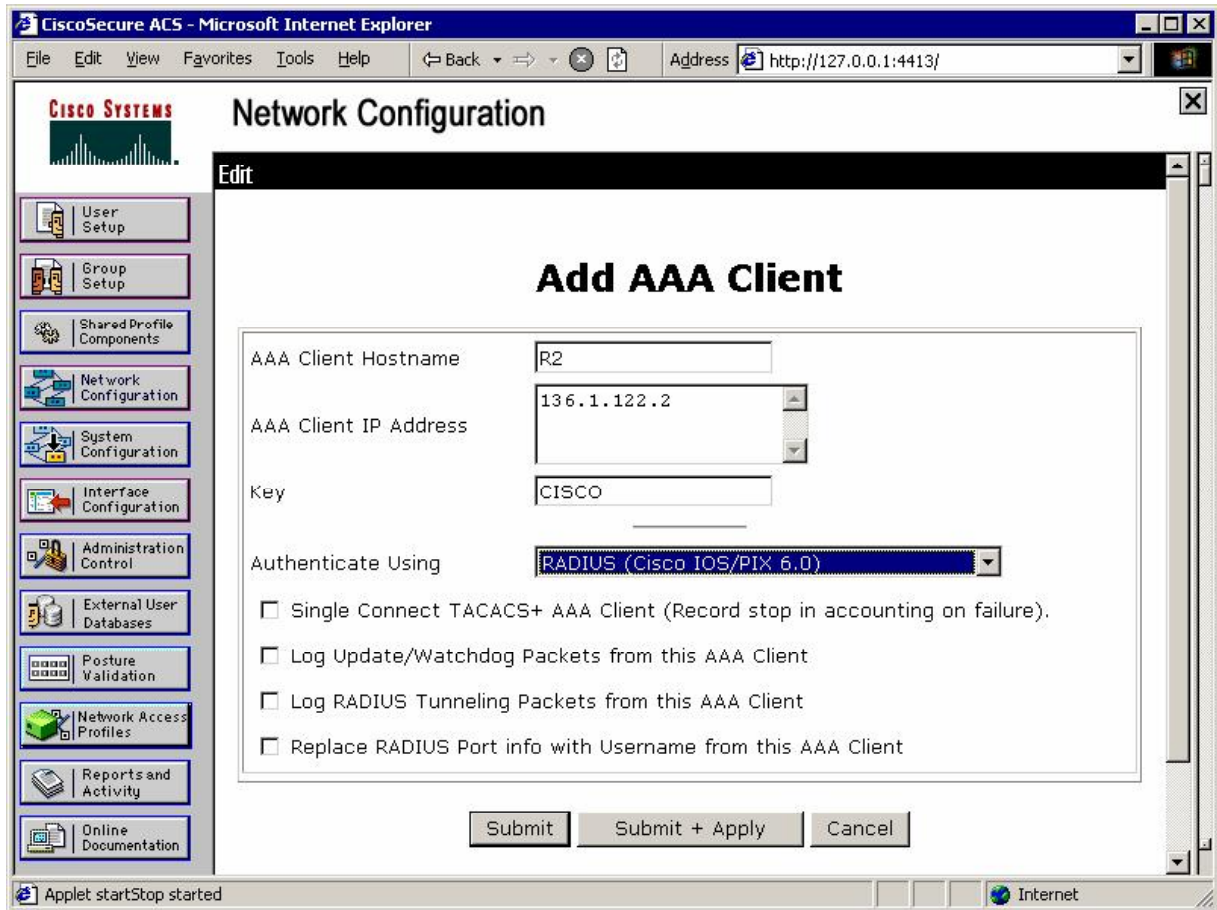 CiscoSecure ACS - Microsoft Internet Explorer
File Edit View Favorites Tools Help Back Address http://127.0.0.1:4413/
CISCO SYSTEMS
Network Configuration
Edit
User
Setup
Group
Setup
Shared Profile
Components
Network
Configuration
System
Configuration
Interface
Configuration
Administration
Control
External User
Databases
Posture
Validation
Network Access
Profiles
Reports and
Activity
Online
Documentation
Add AAA Client
AAA Client Hostname R2
AAA Client IP Address 136.1.122.2
Key CISCO
Authenticate Using RADIUS (Cisco IOS/PIX 6.0)
Single Connect TACACS+ AAA Client (Record stop in accounting on failure).
Log Update/Watchdog Packets from this AAA Client
Log RADIUS Tunneling Packets from this AAA Client
Replace RADIUS Port info with Username from this AAA Client
Submit Submit + Apply Cancel
Applet startStop started Internet